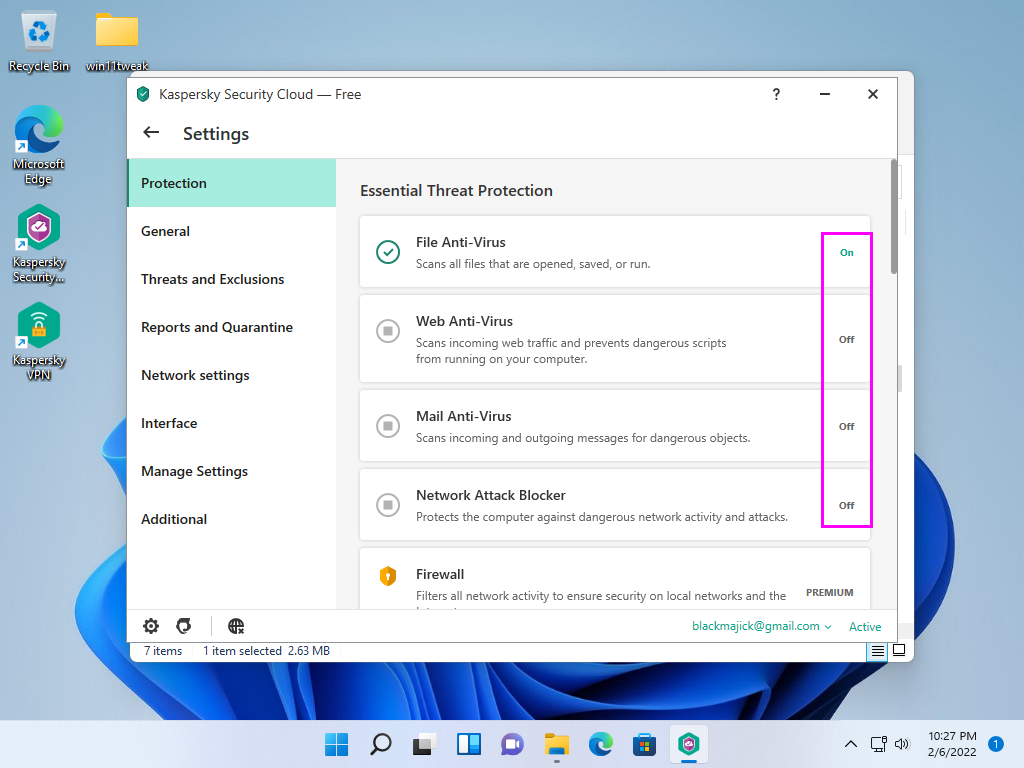 Recycle Bin
win11tweak
Microsoft
Edge
Kaspersky
Security...
Kaspersky
VPN
Kaspersky Security Cloud — Free
?
Settings
Protection
General
Threats and Exclusions
Reports and Quarantine
Network settings
Interface
Manage Settings
Additional
Essential Threat Protection
File Anti-Virus
Scans all files that are opened, saved, or run.
On
Web Anti-Virus
Scans incoming web traffic and prevents dangerous scripts
from running on your computer.
Off
Mail Anti-Virus
Scans incoming and outgoing messages for dangerous objects.
Off
Network Attack Blocker
Protects the computer against dangerous network activity and attacks.
Off
Firewall
Filters all network activity to ensure security on local networks and the
PREMIUM
blackmajick@gmail.com
Active
7 items
1 item selected 2.63 MB
10:27 PM
2/6/2022
1